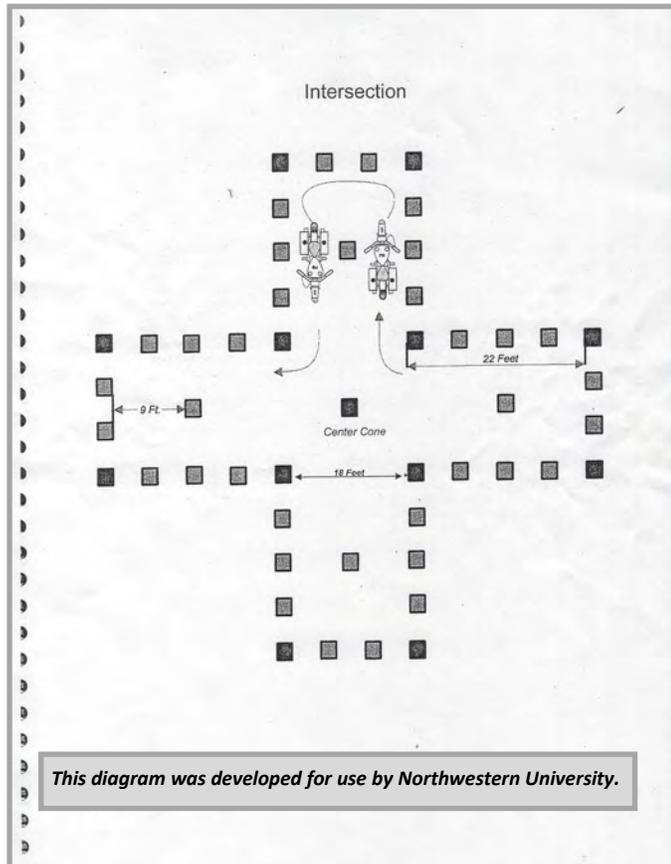 Intersection
22 Feet
9 Ft.
Center Cone
18 Feet
This diagram was developed for use by Northwestern University.